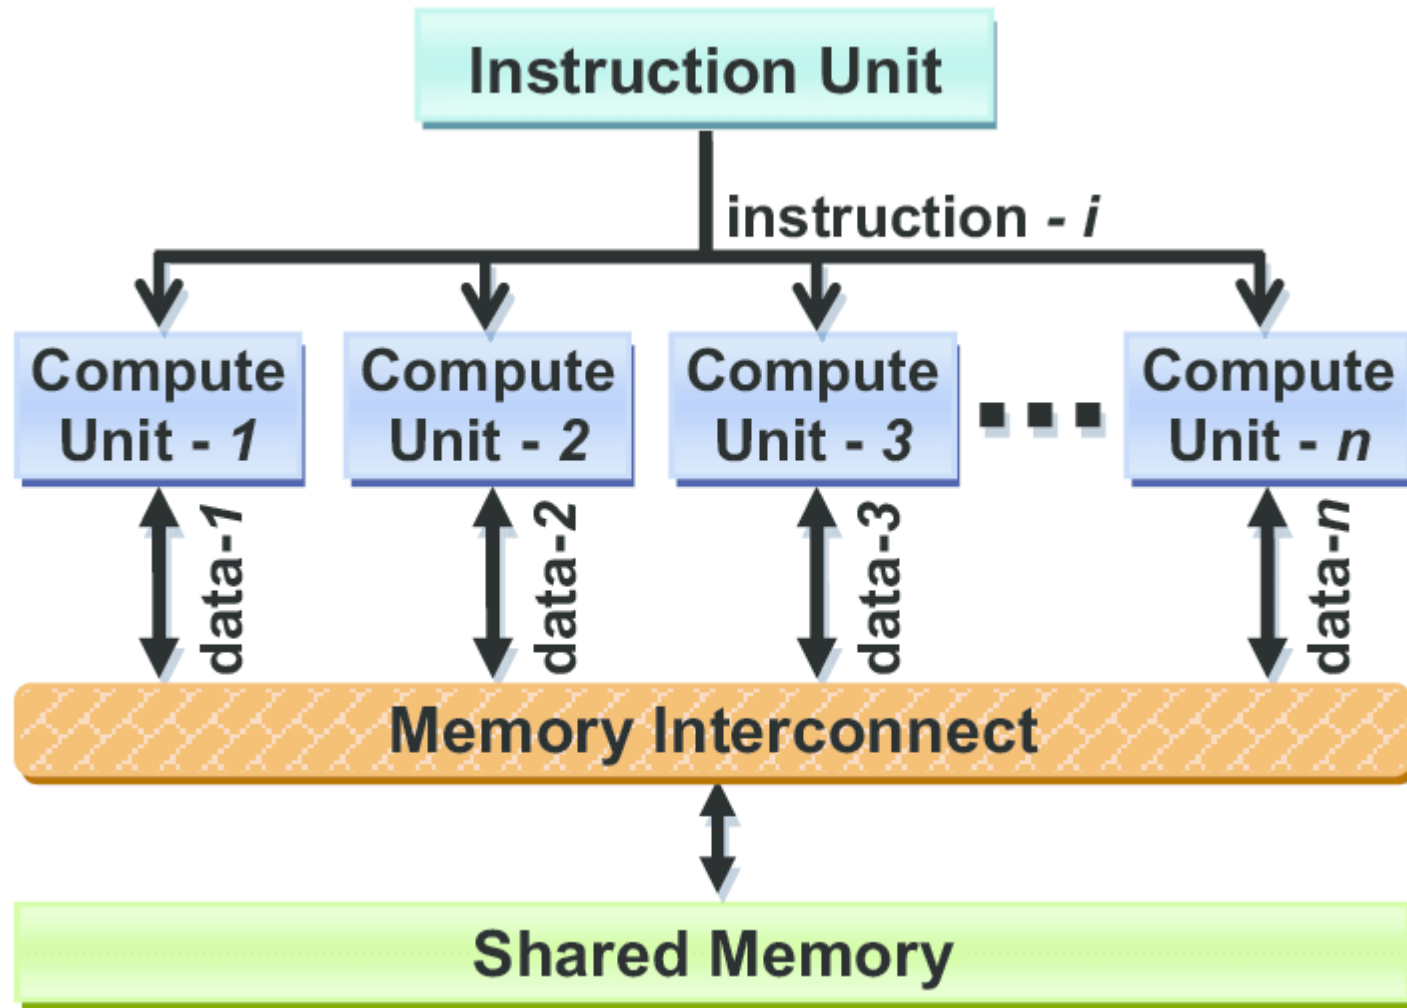 Instruction Unit
instruction - i
Compute
Unit - 1
Compute
Unit - 2
Compute
Unit - 3
Compute
Unit - n
data-1
data-2
data-3
data-n
Memory Interconnect
Shared Memory